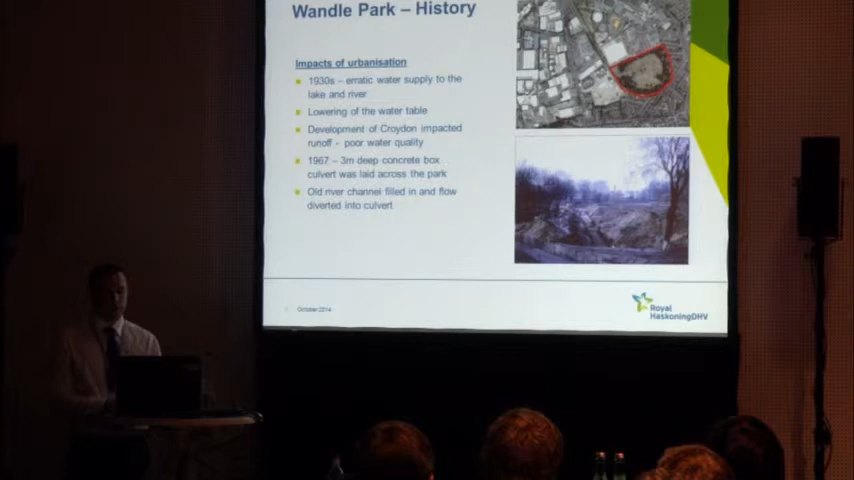 Wandle Park – History
Impacts of urbanisation
1930s – erratic water supply to the
lake and river
Lowering of the water table
Development of Croydon impacted
runoff - poor water quality
1967 – 3m deep concrete box
culvert was laid across the park
Old river channel filled in and flow
diverted into culvert
October 2014
Royal
HaskoningDHV